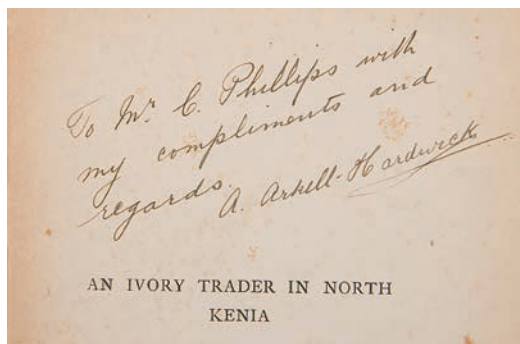 To Mr. C. Phillips with
my compliments and
regards.
A. Arkell-Hardwick
AN IVORY TRADER IN NORTH
KENIA